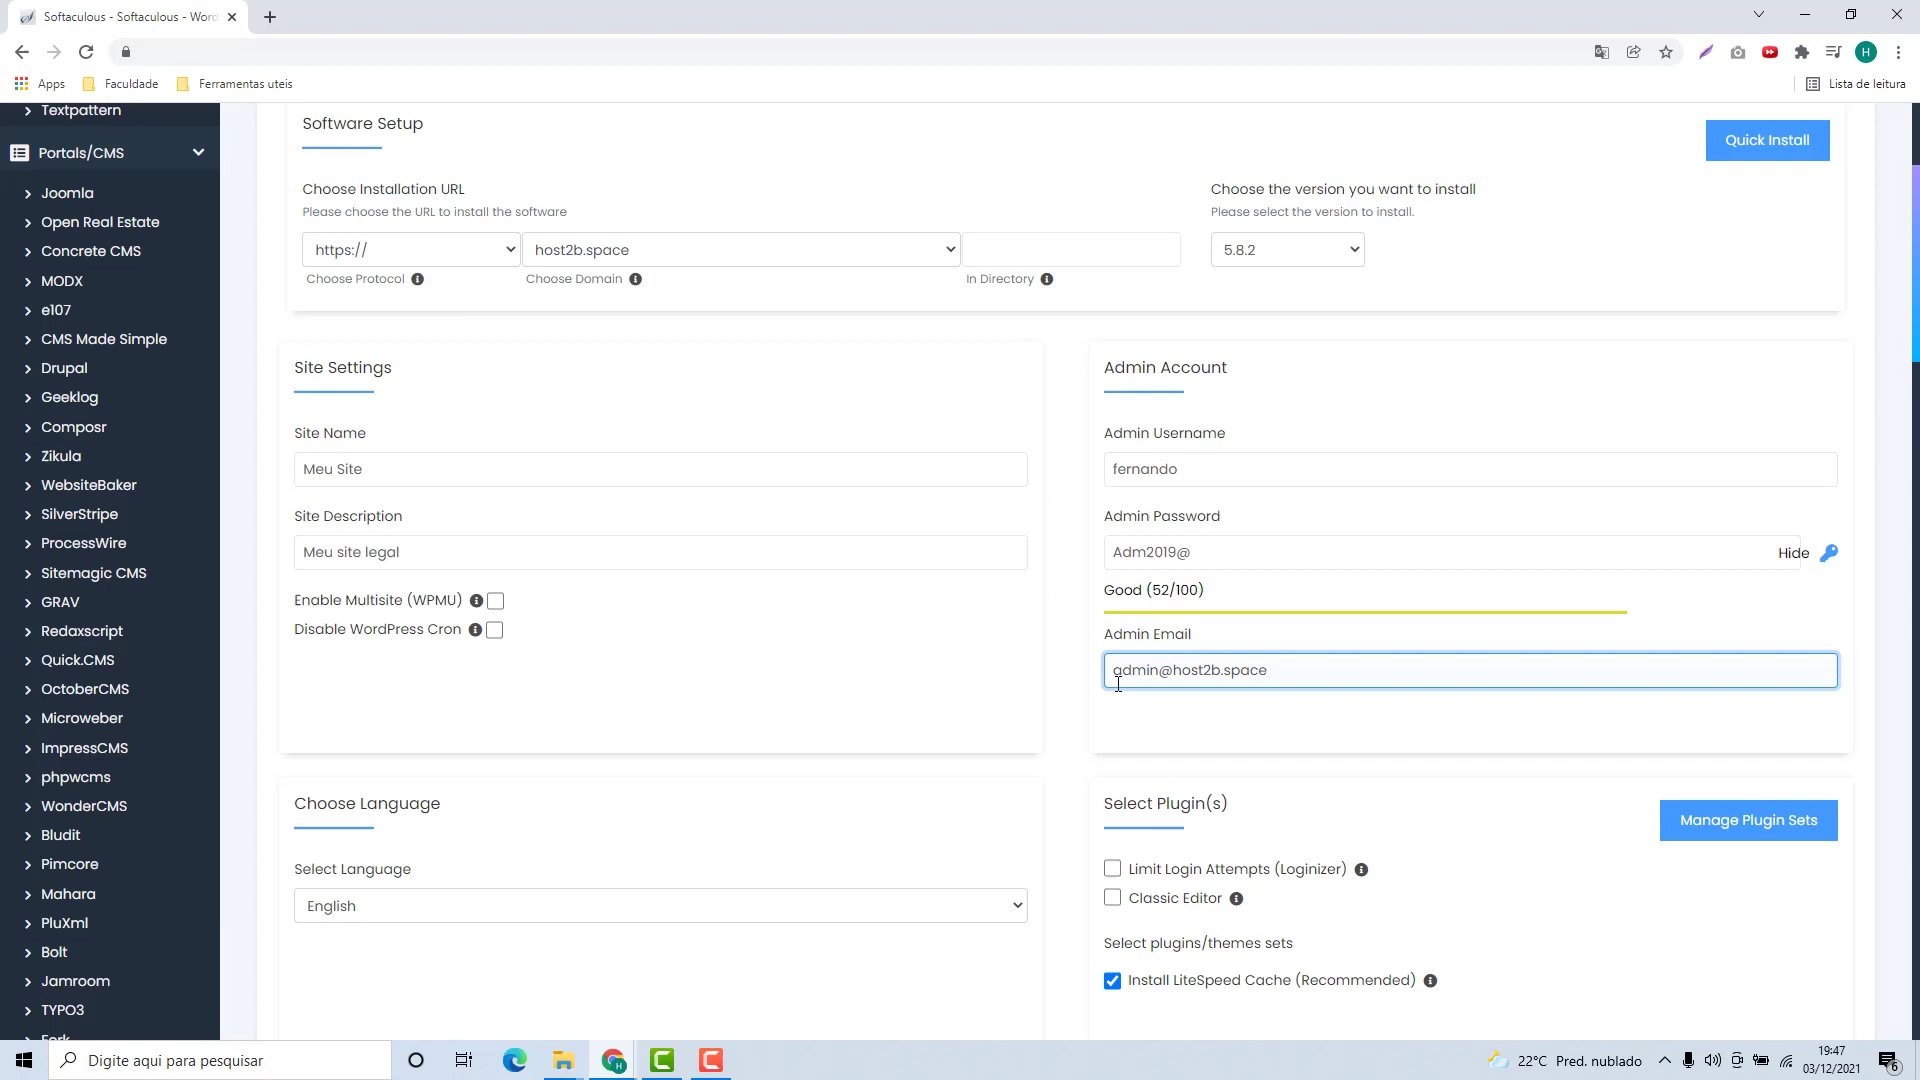 Softaculous - Softaculous - Word
Apps
Faculdade
Ferramentas uteis
Lista de leitura
H
Textpattern
Portals/CMS
Joomla
Open Real Estate
Concrete CMS
MODX
e107
CMS Made Simple
Drupal
Geeklog
Composr
Zikula
WebsiteBaker
SilverStripe
ProcessWire
Sitemagic CMS
GRAV
Redaxscript
Quick.CMS
OctoberCMS
Microweber
ImpressCMS
phpwcms
WonderCMS
Bludit
Pimcore
Mahara
PluXml
Bolt
Jamroom
TYPO3
Fork
Software Setup
Quick Install
Choose Installation URL
Please choose the URL to install the software
https://
host2b.space
Choose Protocol
Choose Domain
In Directory
Choose the version you want to install
Please select the version to install.
5.8.2
Site Settings
Site Name
Meu Site
Site Description
Meu site legal
Enable Multisite (WPMU)
Disable WordPress Cron
Admin Account
Admin Username
fernando
Admin Password
Adm2019@
Hide
Good (52/100)
Admin Email
admin@host2b.space
Choose Language
Select Language
English
Select Plugin(s)
Manage Plugin Sets
Limit Login Attempts (Loginizer)
Classic Editor
Select plugins/themes sets
Install LiteSpeed Cache (Recommended)
Digite aqui para pesquisar
22°C Pred. nublado
19:47
03/12/2021
6